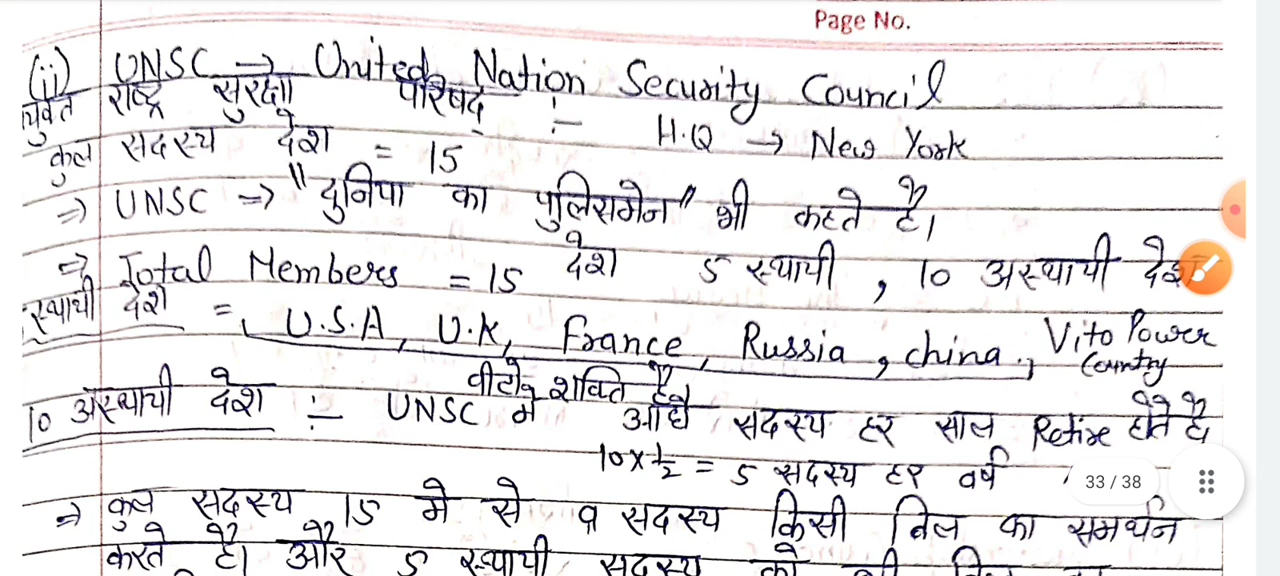 Page No.
(ii) UNSC → United Nation Security Council
युक्त राष्ट्र सुरक्षा परिषद् :- H.Q → New York
कुल सदस्य देश = 15
⇒ UNSC ⇒ "दुनिया का पुलिसमेन" भी कहते है।
⇒ Total Members = 15 देश 5 स्थायी, 10 अस्थायी देश
स्थायी देश = U.S.A, U.K, France, Russia, china., Vito Power Country
वीटो शक्ति है
10 अस्थायी देश :- UNSC मे आधे सदस्य हर साल Retire होते है
10 x 1/2 = 5 सदस्य हर वर्ष
33 / 38
⇒ कुल सदस्य 15 मे से 9 सदस्य किसी बिल का समर्थन
करते है। और 5 स्थायी सदस्य